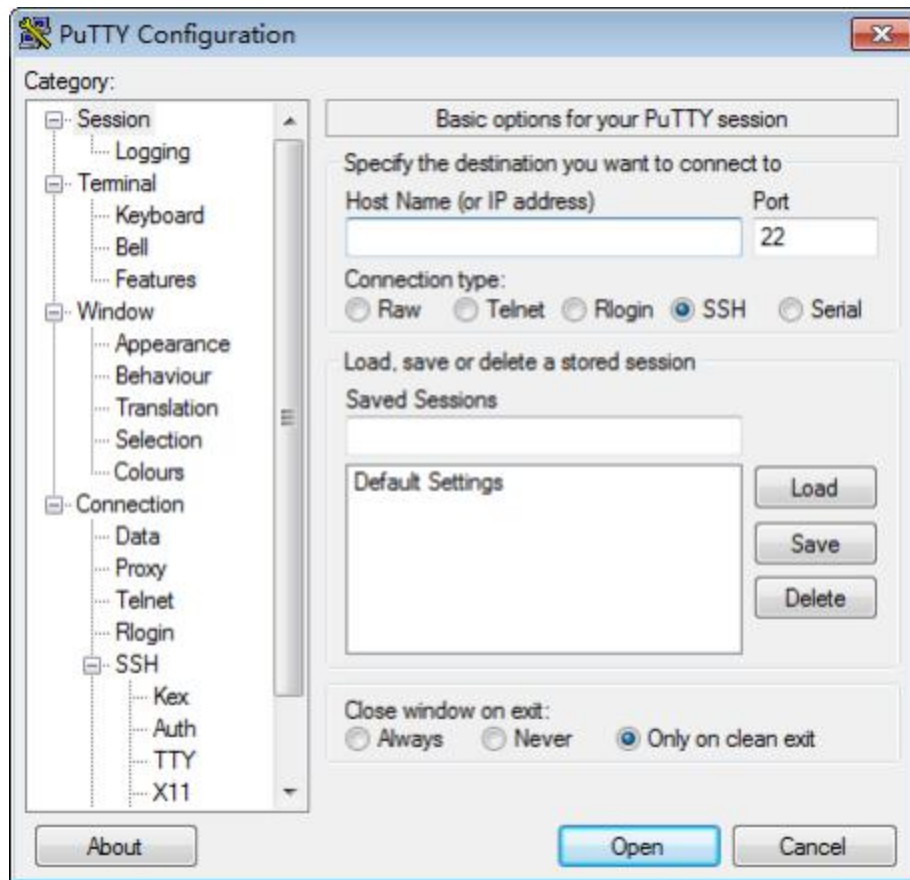 PuTTY Configuration
Category:
Session
Logging
Terminal
Keyboard
Bell
Features
Window
Appearance
Behaviour
Translation
Selection
Colours
Connection
Data
Proxy
Telnet
Rlogin
SSH
Kex
Auth
TTY
X11
Basic options for your PuTTY session
Specify the destination you want to connect to
Host Name (or IP address) Port
22
Connection type:
Raw Telnet Rlogin SSH Serial
Load, save or delete a stored session
Saved Sessions
Default Settings
Load
Save
Delete
Close window on exit:
Always Never Only on clean exit
About Open Cancel